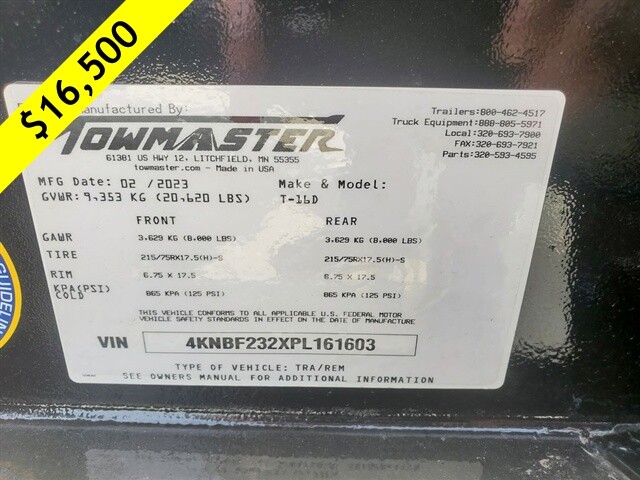 $16,500
Manufactured By:
TOWMASTER
61381 US HWY 12, LITCHFIELD, MN 55355
towmaster.com - Made in USA
Trailers:800-462-4517
Truck Equipment:888-805-5971
Local:320-693-7900
FAX:320-693-7921
Parts:320-593-4595
MFG Date: 02 /2023
Make & Model:
GVWR: 9,353 KG (20,620 LBS)
T-16D
FRONT REAR
GAWR 3,629 KG (8,000 LBS) 3,629 KG (8,000 LBS)
TIRE 215/75RX17.5(H)-S 215/75RX17.5(H)-S
RIM 6.75 X 17.5 6.75 X 17.5
KPA(PSI)
COLD 865 KPA (125 PSI) 865 KPA (125 PSI)
THIS VEHICLE CONFORMS TO ALL APPLICABLE U.S. FEDERAL MOTOR
VEHICLE SAFETY STANDARDS IN EFFECT ON THE DATE OF MANUFACTURE
VIN 4KNBF232XPL161603
TYPE OF VEHICLE: TRA/REM
SEE OWNERS MANUAL FOR ADDITIONAL INFORMATION